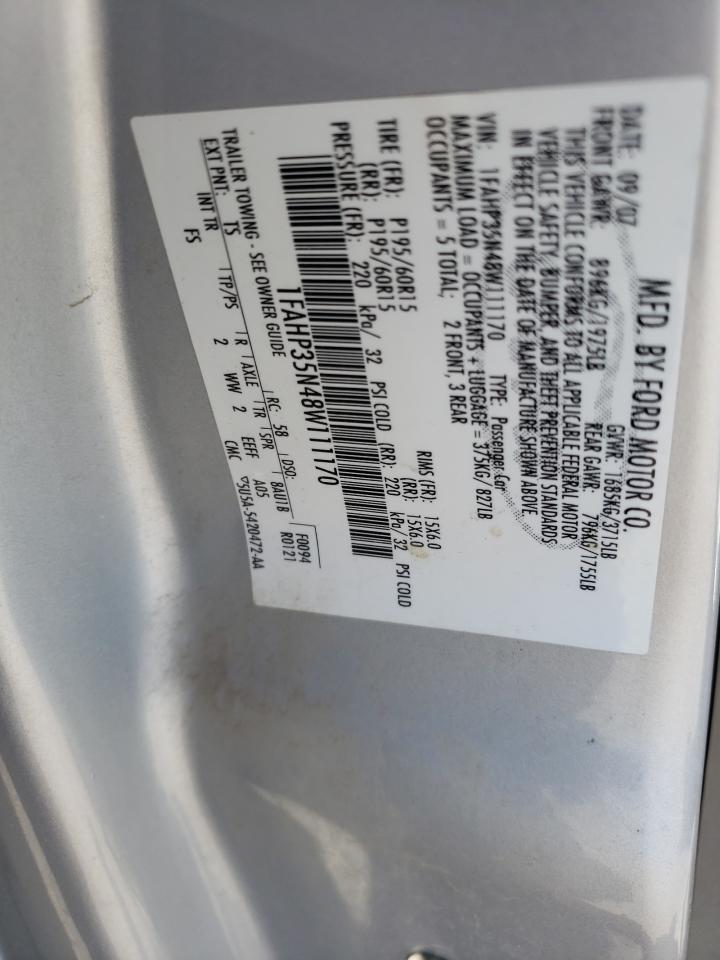 MFD. BY FORD MOTOR CO.
DATE: 09/07 GVWR: 1685KG/3715LB
FRONT GAWR: 896KG/1975LB REAR GAWR: 796KG/1755LB
THIS VEHICLE CONFORMS TO ALL APPLICABLE FEDERAL MOTOR
VEHICLE SAFETY, BUMPER, AND THEFT PREVENTION STANDARDS
IN EFFECT ON THE DATE OF MANUFACTURE SHOWN ABOVE.
VIN: 1FAHP35N48W111170 TYPE: Passenger Car
MAXIMUM LOAD = OCCUPANTS + LUGGAGE = 375KG/827LB
OCCUPANTS = 5 TOTAL; 2 FRONT, 3 REAR
TIRE (FR): P195/60R15 RIMS (FR): 15X6.0
(RR): P195/60R15 (RR): 15X6.0
PRESSURE (FR): 220 kPa/ 32 PSI COLD (RR): 220 kPa/ 32 PSI COLD
1FAHP35N48W111170
TRAILER TOWING - SEE OWNER GUIDE F0094
EXT PNT: TS RC: 58 DSO: R0121
INT TR TP/PS R AXLE TR SPR 8AU1B
FS 2 WW 2 EEFF A05
CMC ▽5U5A-5420472-AA